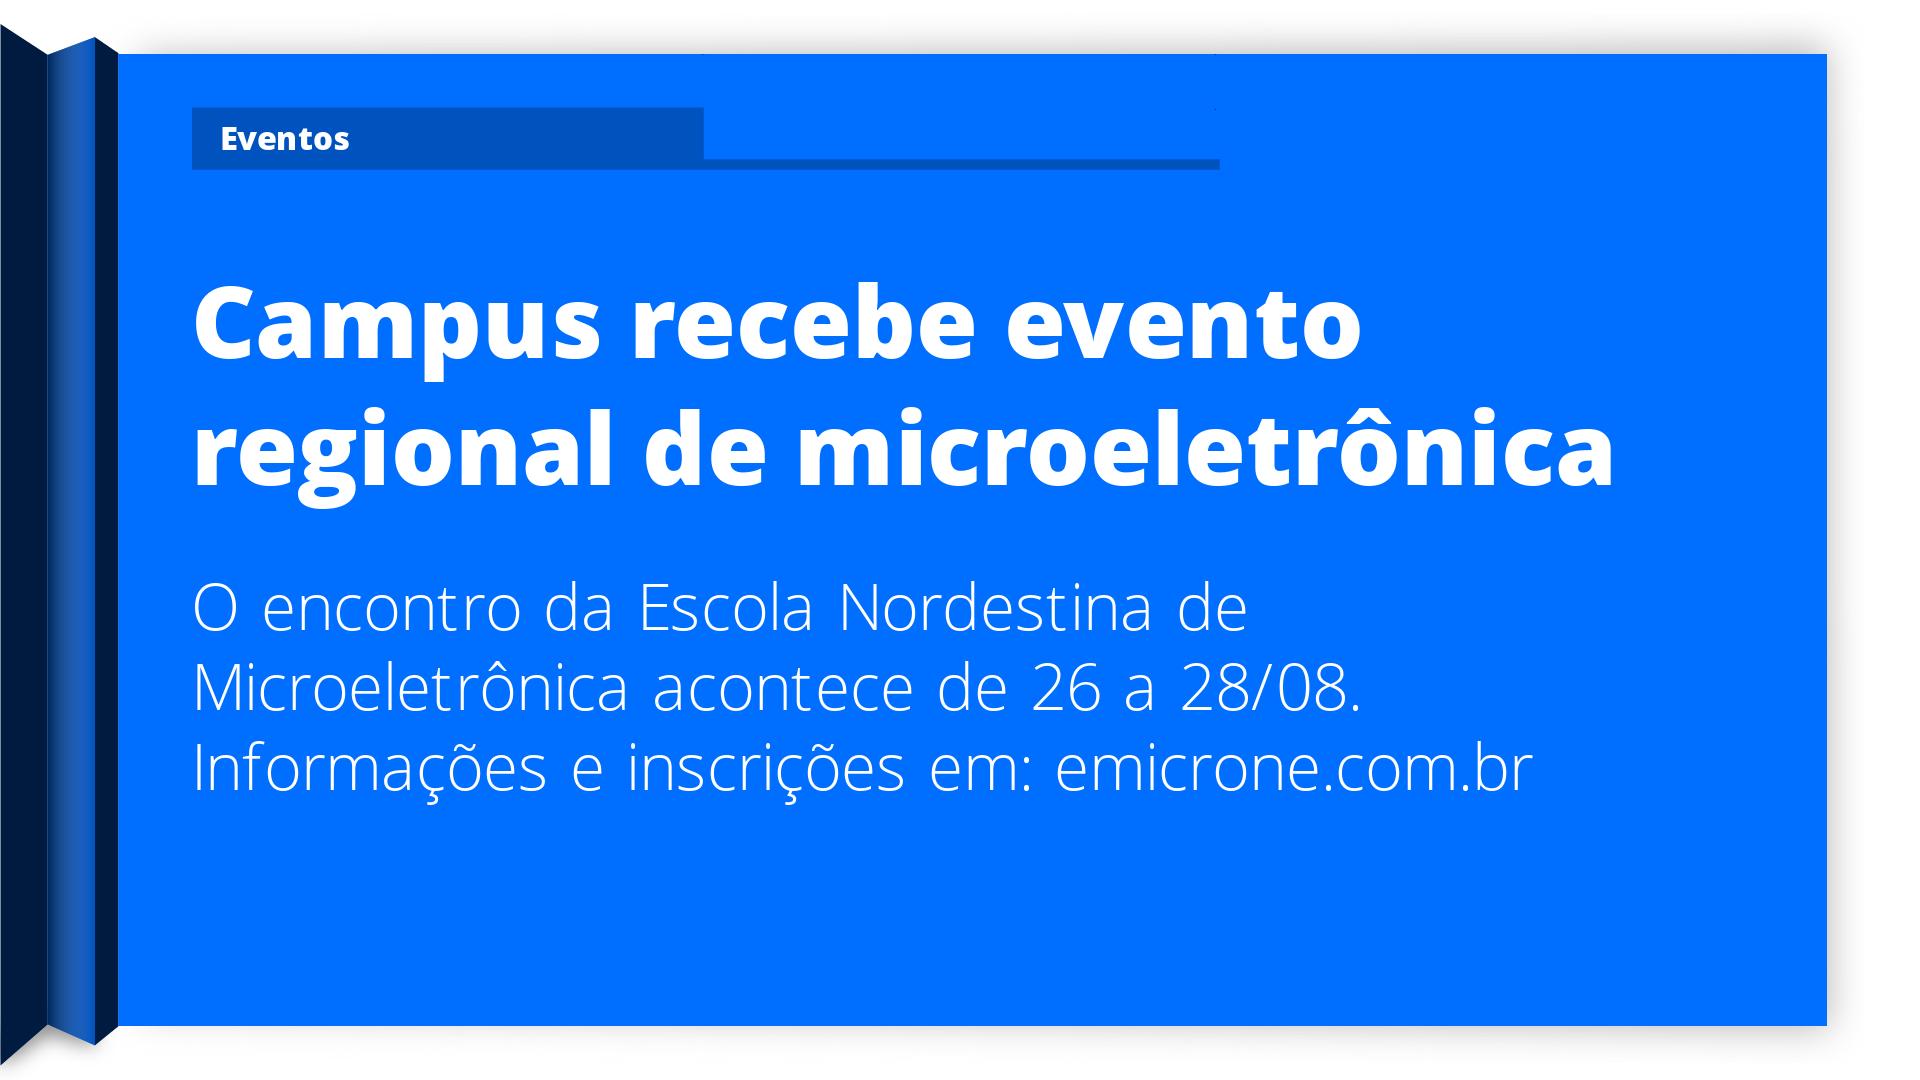 Eventos
Campus recebe evento
regional de microeletrônica
O encontro da Escola Nordestina de
Microeletrônica acontece de 26 a 28/08.
Informações e inscrições em: emicrone.com.br